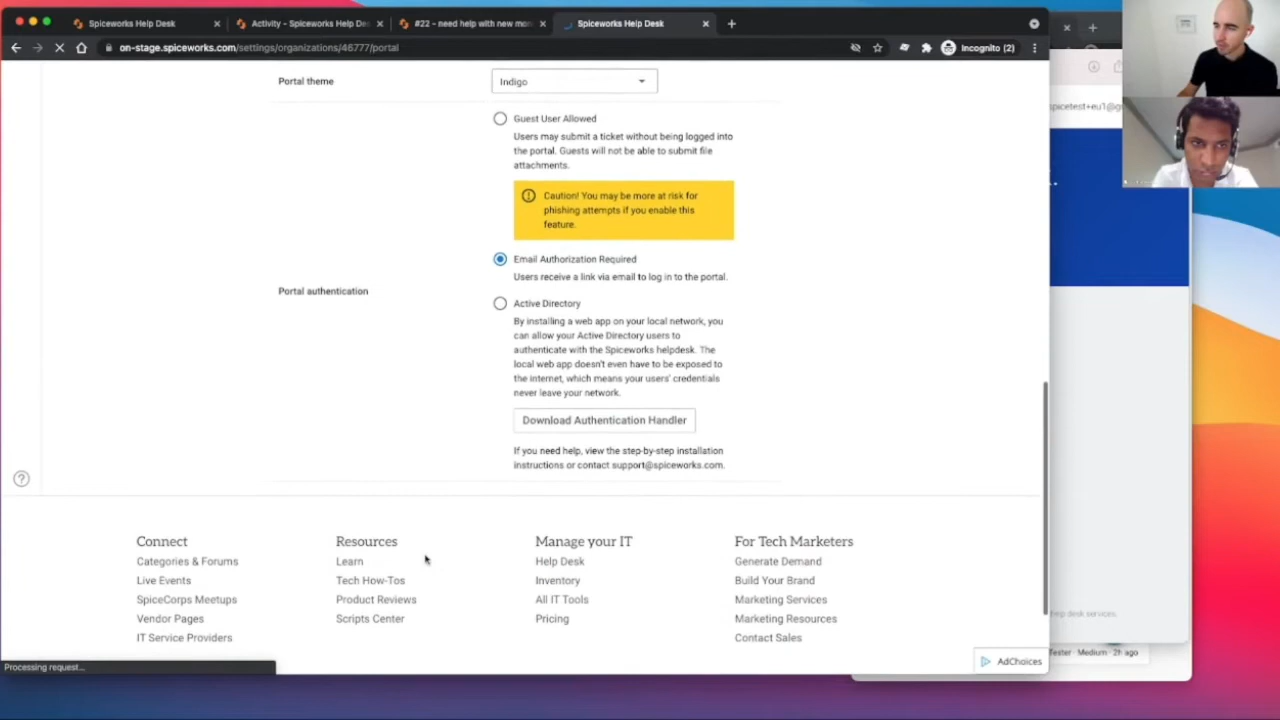 Spiceworks Help Desk
Activity - Spiceworks Help De
#22 - need help with new mon
Spiceworks Help Desk
on-stage.spiceworks.com/settings/organizations/46777/portal
Incognito (2)
Portal theme
Indigo
Guest User Allowed
Users may submit a ticket without being logged into
the portal. Guests will not be able to submit file
attachments.
Caution! You may be more at risk for
phishing attempts if you enable this
feature.
Email Authorization Required
Users receive a link via email to log in to the portal.
Portal authentication
Active Directory
By installing a web app on your local network, you
can allow your Active Directory users to
authenticate with the Spiceworks helpdesk. The
local web app doesn't even have to be exposed to
the internet, which means your users' credentials
never leave your network.
Download Authentication Handler
If you need help, view the step-by-step installation
instructions or contact support@spiceworks.com.
Connect
Categories & Forums
Live Events
SpiceCorps Meetups
Vendor Pages
IT Service Providers
Resources
Learn
Tech How-Tos
Product Reviews
Scripts Center
Manage your IT
Help Desk
Inventory
All IT Tools
Pricing
For Tech Marketers
Generate Demand
Build Your Brand
Marketing Services
Marketing Resources
Contact Sales
Processing request...
AdChoices
spicetest+eu1@g
help desk services.
Tester · Medium · 2h ago